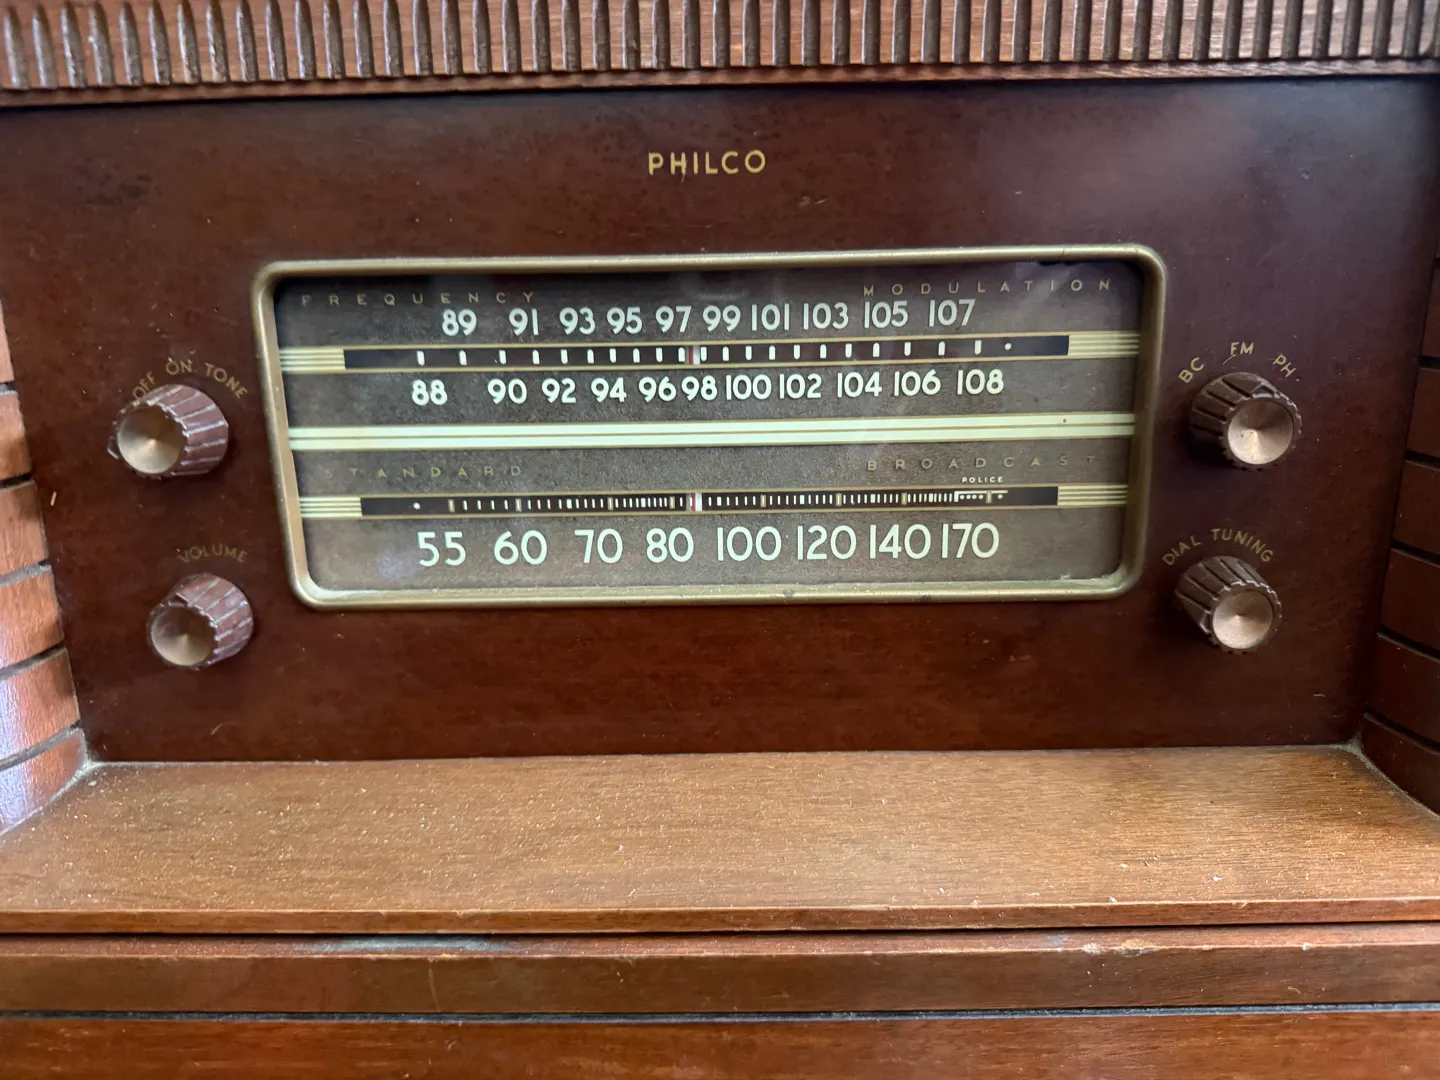 PHILCO
FREQUENCY MODULATION
89 91 93 95 97 99 101 103 105 107
88 90 92 94 96 98 100 102 104 106 108
STANDARD BROADCAST
POLICE
55 60 70 80 100 120 140 170
OFF ON TONE
VOLUME
BC FM PH
DIAL TUNING